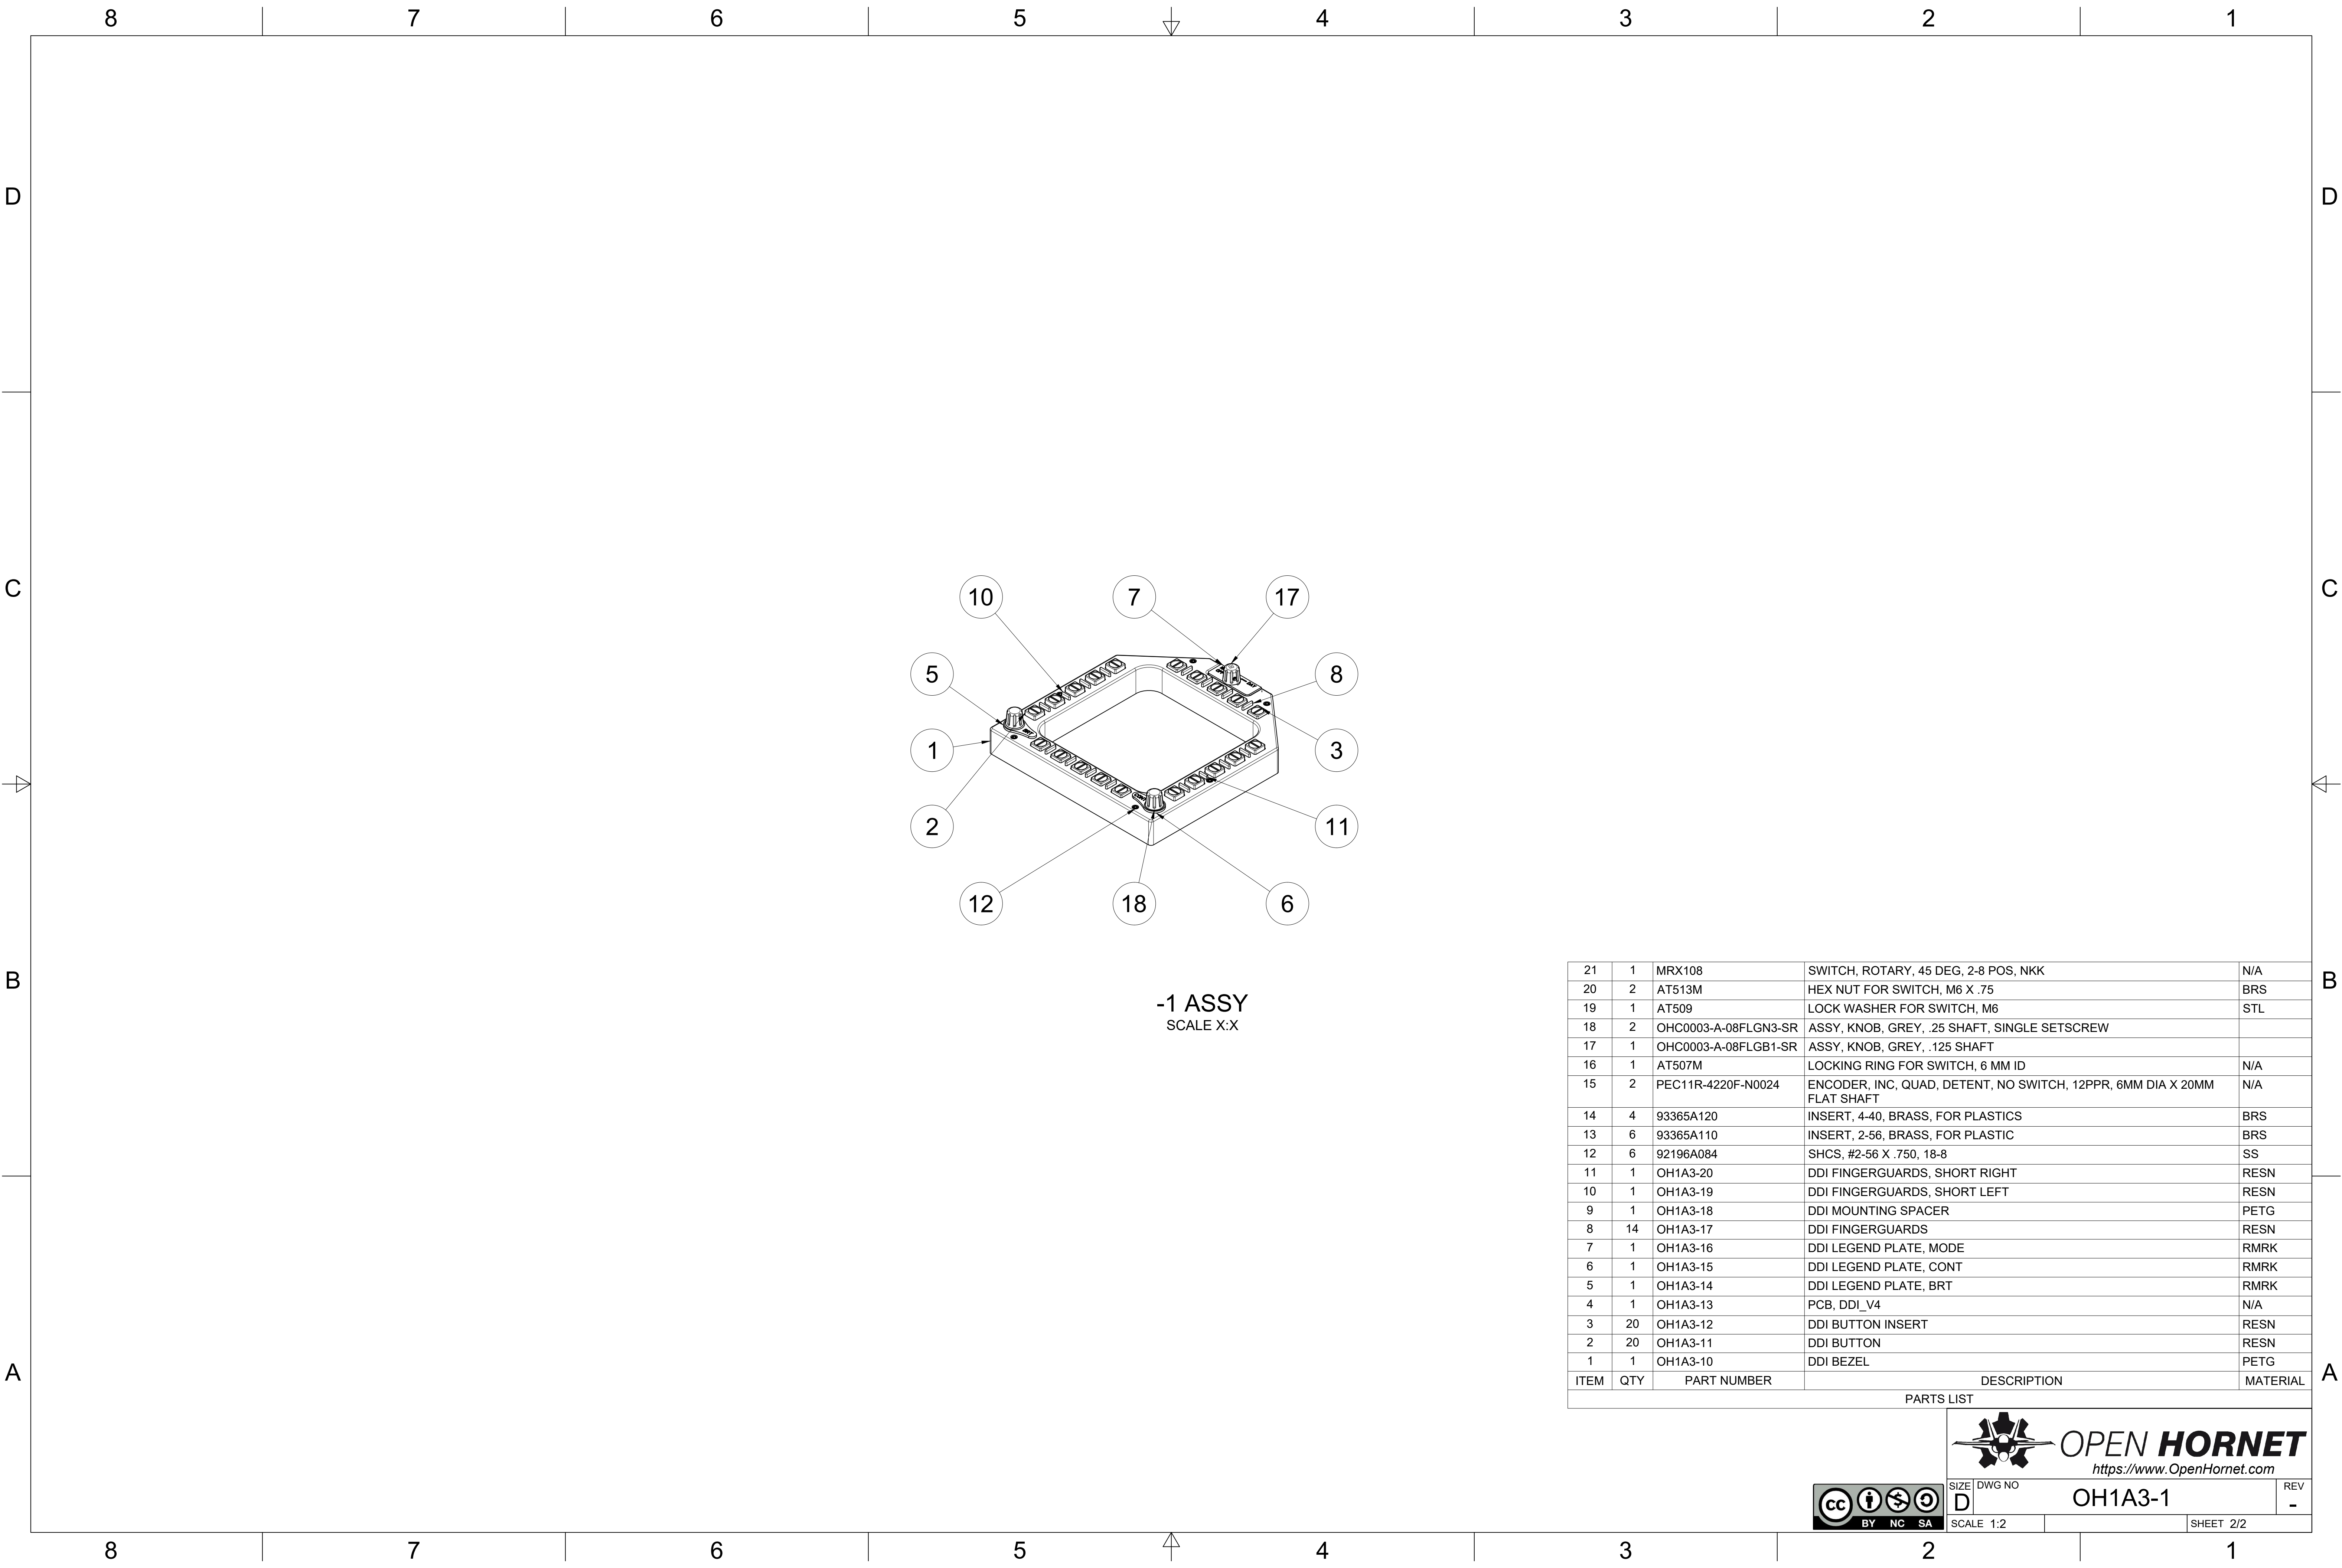 8 7 6 5 4 3 2 1
D D
10 7 17
C C
5 8
1 3
2 11
12 18 6
-1 ASSY
SCALE X:X
B B
21 1 MRX108 SWITCH, ROTARY, 45 DEG, 2-8 POS, NKK N/A
20 2 AT513M HEX NUT FOR SWITCH, M6 X .75 BRS
19 1 AT509 LOCK WASHER FOR SWITCH, M6 STL
18 2 OHC0003-A-08FLGN3-SR ASSY, KNOB, GREY, .25 SHAFT, SINGLE SETSCREW
17 1 OHC0003-A-08FLGB1-SR ASSY, KNOB, GREY, .125 SHAFT
16 1 AT507M LOCKING RING FOR SWITCH, 6 MM ID N/A
15 2 PEC11R-4220F-N0024 ENCODER, INC, QUAD, DETENT, NO SWITCH, 12PPR, 6MM DIA X 20MM N/A
FLAT SHAFT
14 4 93365A120 INSERT, 4-40, BRASS, FOR PLASTICS BRS
13 6 93365A110 INSERT, 2-56, BRASS, FOR PLASTIC BRS
12 6 92196A084 SHCS, #2-56 X .750, 18-8 SS
11 1 OH1A3-20 DDI FINGERGUARDS, SHORT RIGHT RESN
10 1 OH1A3-19 DDI FINGERGUARDS, SHORT LEFT RESN
9 1 OH1A3-18 DDI MOUNTING SPACER PETG
8 14 OH1A3-17 DDI FINGERGUARDS RESN
7 1 OH1A3-16 DDI LEGEND PLATE, MODE RMRK
6 1 OH1A3-15 DDI LEGEND PLATE, CONT RMRK
5 1 OH1A3-14 DDI LEGEND PLATE, BRT RMRK
4 1 OH1A3-13 PCB, DDI_V4 N/A
3 20 OH1A3-12 DDI BUTTON INSERT RESN
2 20 OH1A3-11 DDI BUTTON RESN
1 1 OH1A3-10 DDI BEZEL PETG
ITEM QTY PART NUMBER DESCRIPTION MATERIAL
PARTS LIST
A A
OPEN HORNET
https://www.OpenHornet.com
cc BY NC SA
SIZE D DWG NO OH1A3-1 REV -
SCALE 1:2 SHEET 2/2
8 7 6 5 4 3 2 1